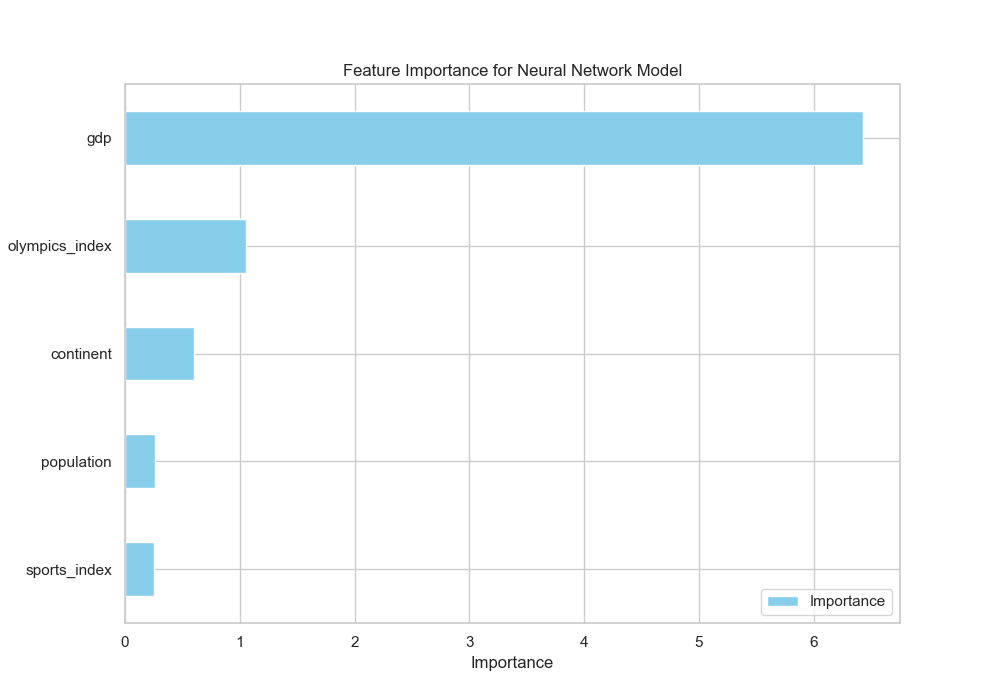 Feature Importance for Neural Network Model
gdp
olympics_index
continent
population
sports_index
Importance
0 1 2 3 4 5 6
Importance